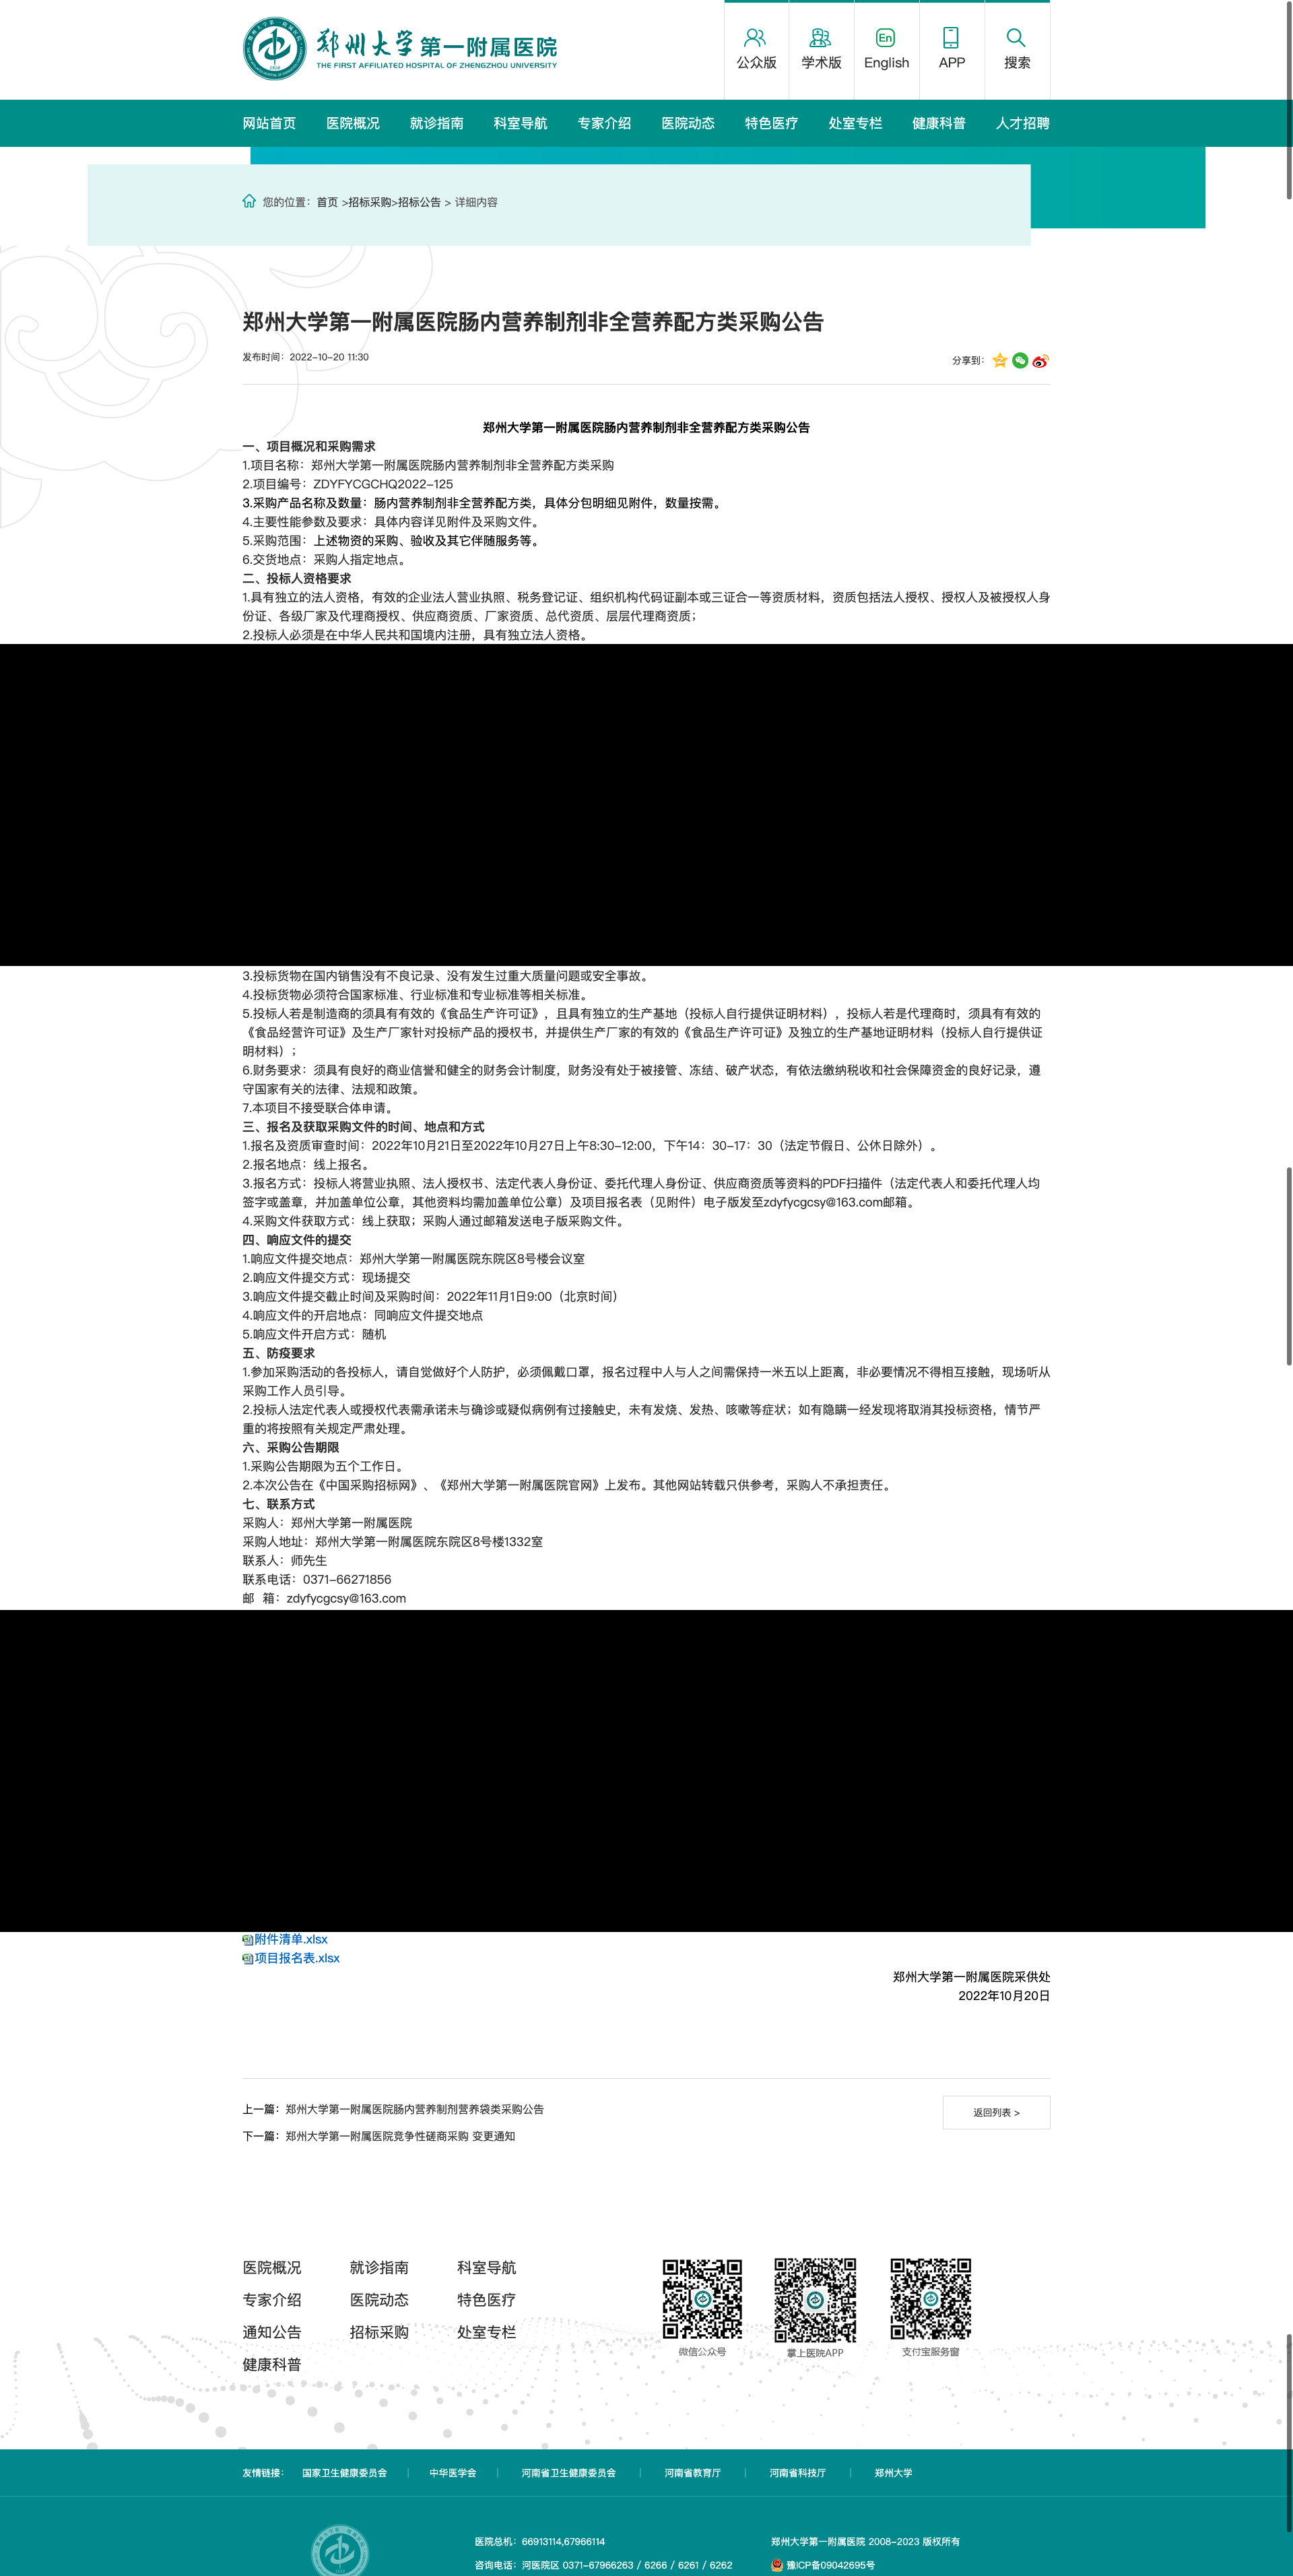 郑州大学第一附属医院
THE FIRST AFFILIATED HOSPITAL OF ZHENGZHOU UNIVERSITY
公众版
学术版
En
English
APP
搜索
网站首页 医院概况 就诊指南 科室导航 专家介绍 医院动态 特色医疗 处室专栏 健康科普 人才招聘
您的位置：首页 >招标采购>招标公告 > 详细内容
郑州大学第一附属医院肠内营养制剂非全营养配方类采购公告
发布时间：2022-10-20 11:30
分享到：
郑州大学第一附属医院肠内营养制剂非全营养配方类采购公告
一、项目概况和采购需求
1.项目名称：郑州大学第一附属医院肠内营养制剂非全营养配方类采购
2.项目编号：ZDYFYCGCHQ2022-125
3.采购产品名称及数量：肠内营养制剂非全营养配方类，具体分包明细见附件，数量按需。
4.主要性能参数及要求：具体内容详见附件及采购文件。
5.采购范围：上述物资的采购、验收及其它伴随服务等。
6.交货地点：采购人指定地点。
二、投标人资格要求
1.具有独立的法人资格，有效的企业法人营业执照、税务登记证、组织机构代码证副本或三证合一等资质材料，资质包括法人授权、授权人及被授权人身
份证、各级厂家及代理商授权、供应商资质、厂家资质、总代资质、层层代理商资质；
2.投标人必须是在中华人民共和国境内注册，具有独立法人资格。
3.投标货物在国内销售没有不良记录、没有发生过重大质量问题或安全事故。
4.投标货物必须符合国家标准、行业标准和专业标准等相关标准。
5.投标人若是制造商的须具有有效的《食品生产许可证》，且具有独立的生产基地（投标人自行提供证明材料），投标人若是代理商时，须具有有效的
《食品经营许可证》及生产厂家针对投标产品的授权书，并提供生产厂家的有效的《食品生产许可证》及独立的生产基地证明材料（投标人自行提供证
明材料）；
6.财务要求：须具有良好的商业信誉和健全的财务会计制度，财务没有处于被接管、冻结、破产状态，有依法缴纳税收和社会保障资金的良好记录，遵
守国家有关的法律、法规和政策。
7.本项目不接受联合体申请。
三、报名及获取采购文件的时间、地点和方式
1.报名及资质审查时间：2022年10月21日至2022年10月27日上午8:30-12:00，下午14：30-17：30（法定节假日、公休日除外）。
2.报名地点：线上报名。
3.报名方式：投标人将营业执照、法人授权书、法定代表人身份证、委托代理人身份证、供应商资质等资料的PDF扫描件（法定代表人和委托代理人均
签字或盖章，并加盖单位公章，其他资料均需加盖单位公章）及项目报名表（见附件）电子版发至zdyfycgcsy@163.com邮箱。
4.采购文件获取方式：线上获取；采购人通过邮箱发送电子版采购文件。
四、响应文件的提交
1.响应文件提交地点：郑州大学第一附属医院东院区8号楼会议室
2.响应文件提交方式：现场提交
3.响应文件提交截止时间及采购时间：2022年11月1日9:00（北京时间）
4.响应文件的开启地点：同响应文件提交地点
5.响应文件开启方式：随机
五、防疫要求
1.参加采购活动的各投标人，请自觉做好个人防护，必须佩戴口罩，报名过程中人与人之间需保持一米五以上距离，非必要情况不得相互接触，现场听从
采购工作人员引导。
2.投标人法定代表人或授权代表需承诺未与确诊或疑似病例有过接触史，未有发烧、发热、咳嗽等症状；如有隐瞒一经发现将取消其投标资格，情节严
重的将按照有关规定严肃处理。
六、采购公告期限
1.采购公告期限为五个工作日。
2.本次公告在《中国采购招标网》、《郑州大学第一附属医院官网》上发布。其他网站转载只供参考，采购人不承担责任。
七、联系方式
采购人：郑州大学第一附属医院
采购人地址：郑州大学第一附属医院东院区8号楼1332室
联系人：师先生
联系电话：0371-66271856
邮 箱：zdyfycgcsy@163.com
附件清单.xlsx
项目报名表.xlsx
郑州大学第一附属医院采供处
2022年10月20日
上一篇：郑州大学第一附属医院肠内营养制剂营养袋类采购公告
返回列表 >
下一篇：郑州大学第一附属医院竞争性磋商采购 变更通知
医院概况 就诊指南 科室导航
专家介绍 医院动态 特色医疗
通知公告 招标采购 处室专栏
健康科普
微信公众号
掌上医院APP
支付宝服务窗
友情链接： 国家卫生健康委员会 | 中华医学会 | 河南省卫生健康委员会 | 河南省教育厅 | 河南省科技厅 | 郑州大学
医院总机：66913114,67966114
郑州大学第一附属医院 2008-2023 版权所有
咨询电话：河医院区 0371-67966263 / 6266 / 6261 / 6262
豫ICP备09042695号